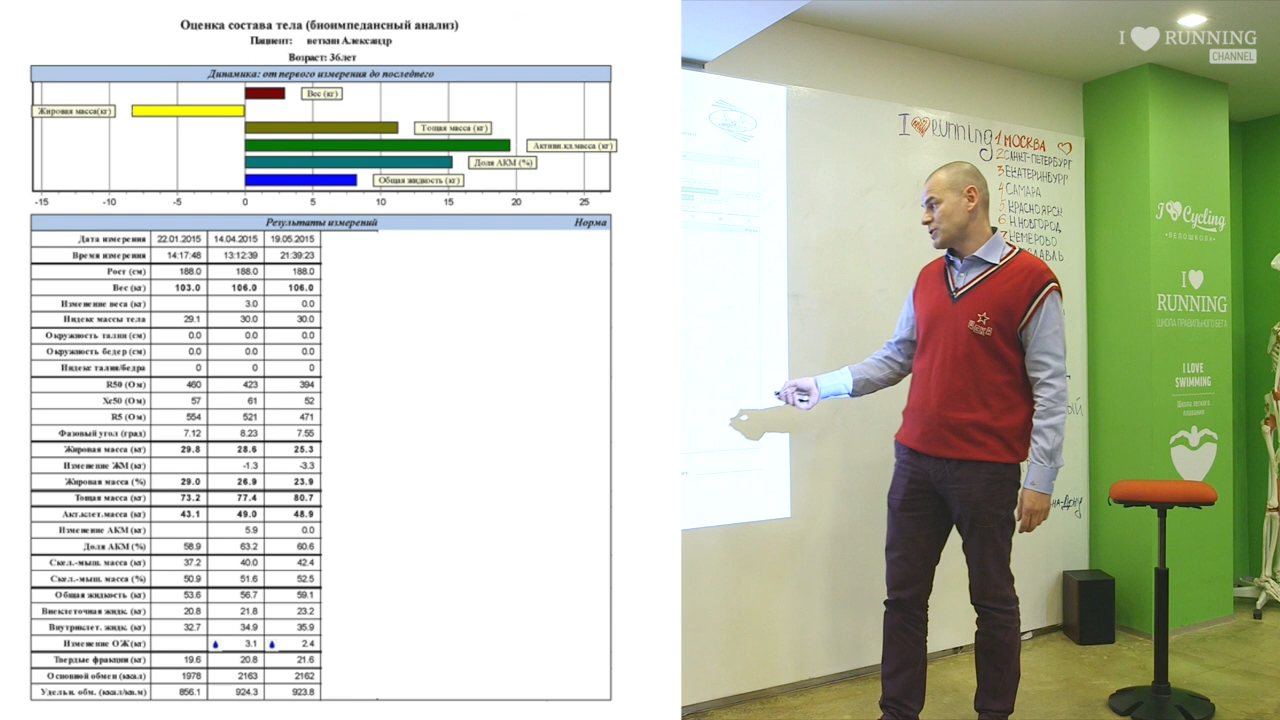 Оценка состава тела (биоимпедансный анализ)
Пациент: веткин Александр
Возраст: 36лет
Динамика: от первого измерения до последнего
Вес (кг)
Жировая масса(кг)
Тощая масса (кг)
Активн.кл.масса (кг)
Доля АКМ (%)
Общая жидкость (кг)
-15 -10 -5 0 5 10 15 20 25
Результаты измерений Норма
Дата измерения 22.01.2015 14.04.2015 19.05.2015
Время измерения 14:17:48 13:12:39 21:39:23
Рост (см) 188.0 188.0 188.0
Вес (кг) 103.0 106.0 106.0
Изменение веса (кг) 3.0 0.0
Индекс массы тела 29.1 30.0 30.0
Окружность талии (см) 0.0 0.0 0.0
Окружность бедер (см) 0.0 0.0 0.0
Индекс талия/бедра 0 0 0
R50 (Ом) 460 423 394
Xc50 (Ом) 57 61 52
R5 (Ом) 554 521 471
Фазовый угол (град) 7.12 8.23 7.55
Жировая масса (кг) 29.8 28.6 25.3
Изменение ЖМ (кг) -1.3 -3.3
Жировая масса (%) 29.0 26.9 23.9
Тощая масса (кг) 73.2 77.4 80.7
Акт.клет.масса (кг) 43.1 49.0 48.9
Изменение АКМ (кг) 5.9 0.0
Доля АКМ (%) 58.9 63.2 60.6
Скел.-мыш. масса (кг) 37.2 40.0 42.4
Скел.-мыш. масса (%) 50.9 51.6 52.5
Общая жидкость (кг) 53.6 56.7 59.1
Внеклеточная жидк. (кг) 20.8 21.8 23.2
Внутриклет. жидк. (кг) 32.7 34.9 35.9
Изменение ОЖ (кг) 3.1 2.4
Твердые фракции (кг) 19.6 20.8 21.6
Основной обмен (ккал) 1978 2163 2162
Удельн. обм. (ккал/кв.м) 856.1 924.3 923.8
I RUNNING
CHANNEL
I RUNNING
1 МОСКВА
2 САНКТ-ПЕТЕРБУРГ
3 ЕКАТЕРИНБУРГ
4 САМАРА
5 КРАСНОЯРСК
6 Н.НОВГОРОД
7 КЕМЕРОВО
НА-ДОНУ
I Cycling
ВЕЛОШКОЛА
I
RUNNING
ШКОЛА ПРАВИЛЬНОГО БЕГА
I LOVE
SWIMMING
Школа легкого
плавания